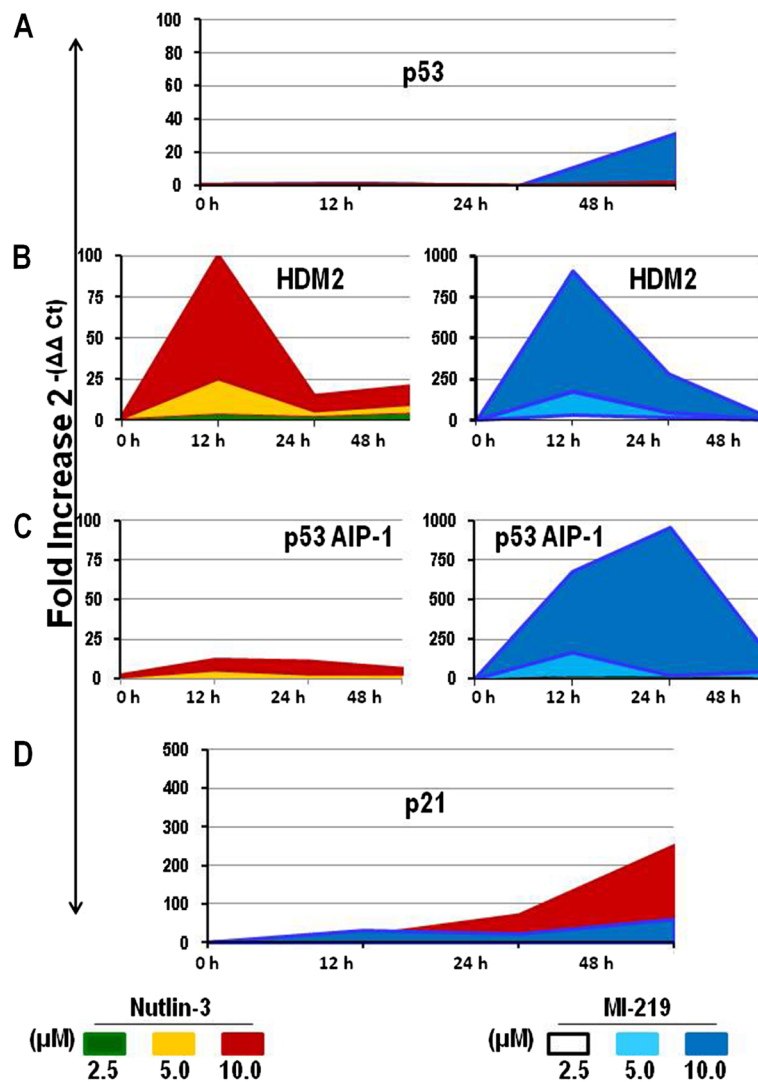 A
100
80
60
40
20
0
p53
0 h 12 h 24 h 48 h
Fold Increase 2 -(ΔΔ Ct)
B
100
75
50
25
0
HDM2
0 h 12 h 24 h 48 h
1000
750
500
250
0
HDM2
0 h 12 h 24 h 48 h
C
100
75
50
25
0
p53 AIP-1
0 h 12 h 24 h 48 h
1000
750
500
250
0
p53 AIP-1
0 h 12 h 24 h 48 h
D
500
400
300
200
100
0
p21
0 h 12 h 24 h 48 h
Nutlin-3
(μM)
2.5 5.0 10.0
MI-219
(μM)
2.5 5.0 10.0